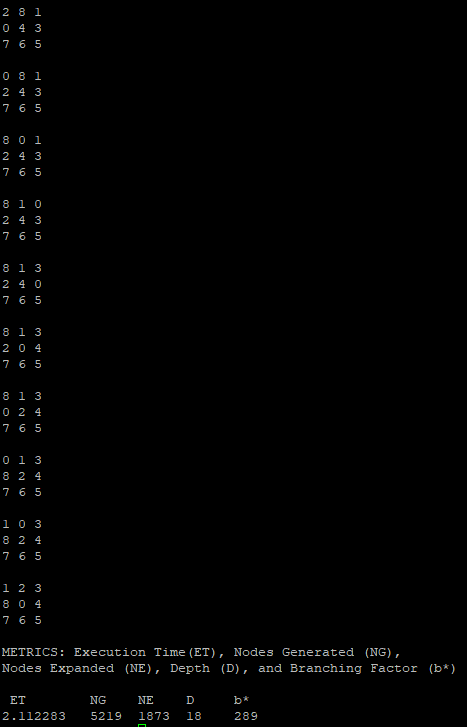 2 8 1
0 4 3
7 6 5
0 8 1
2 4 3
7 6 5
8 0 1
2 4 3
7 6 5
8 1 0
2 4 3
7 6 5
8 1 3
2 4 0
7 6 5
8 1 3
2 0 4
7 6 5
8 1 3
0 2 4
7 6 5
0 1 3
8 2 4
7 6 5
1 0 3
8 2 4
7 6 5
1 2 3
8 0 4
7 6 5
METRICS: Execution Time(ET), Nodes Generated (NG),
Nodes Expanded (NE), Depth (D), and Branching Factor (b*)
ET NG NE D b*
2.112283 5219 1873 18 289